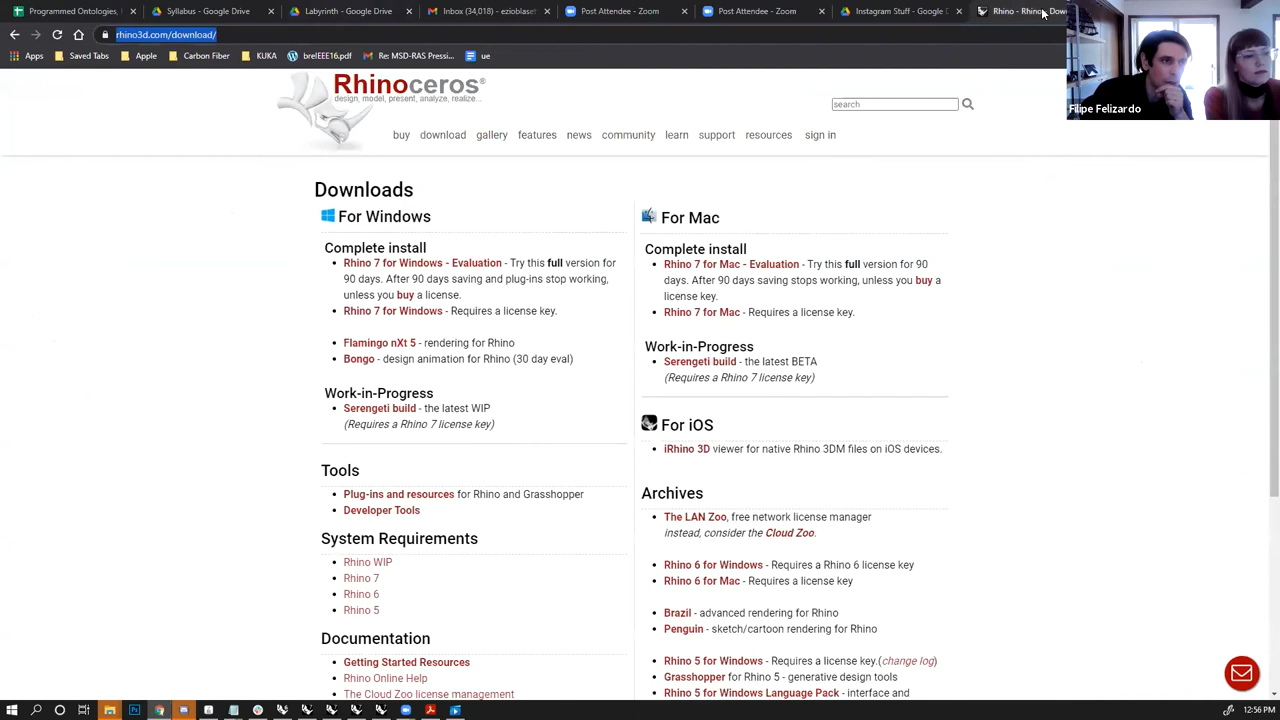 Programmed Ontologies,
Syllabus - Google Drive
Labyrinth - Google Drive
Inbox (34,018) - ezoblasef
Post Attendee - Zoom
Post Attendee - Zoom
Instagram Stuff - Google D
Rhino - Rhino
rhino3d.com/download/
Apps
Saved Tabs
Apple
Carbon Fiber
KUKA
breIEEE16.pdf
Re: MSD-RAS Pressi
ue
Filipe Felizardo
Rhinoceros®
design, model, present, analyze, realize...
search
buy download gallery features news community learn support resources sign in
Downloads
For Windows
Complete install
Rhino 7 for Windows - Evaluation - Try this full version for
90 days. After 90 days saving and plug-ins stop working,
unless you buy a license.
Rhino 7 for Windows - Requires a license key.
Flamingo nXt 5 - rendering for Rhino
Bongo - design animation for Rhino (30 day eval)
Work-in-Progress
Serengeti build - the latest WIP
(Requires a Rhino 7 license key)
Tools
Plug-ins and resources for Rhino and Grasshopper
Developer Tools
System Requirements
Rhino WIP
Rhino 7
Rhino 6
Rhino 5
Documentation
Getting Started Resources
Rhino Online Help
The Cloud Zoo license management
For Mac
Complete install
Rhino 7 for Mac - Evaluation - Try this full version for 90
days. After 90 days saving stops working, unless you buy a
license key.
Rhino 7 for Mac - Requires a license key.
Work-in-Progress
Serengeti build - the latest BETA
(Requires a Rhino 7 license key)
For iOS
iRhino 3D viewer for native Rhino 3DM files on iOS devices.
Archives
The LAN Zoo, free network license manager
instead, consider the Cloud Zoo.
Rhino 6 for Windows - Requires a Rhino 6 license key
Rhino 6 for Mac - Requires a license key
Brazil - advanced rendering for Rhino
Penguin - sketch/cartoon rendering for Rhino
Rhino 5 for Windows - Requires a license key.(change log)
Grasshopper for Rhino 5 - generative design tools
Rhino 5 for Windows Language Pack - interface and
12:56 PM